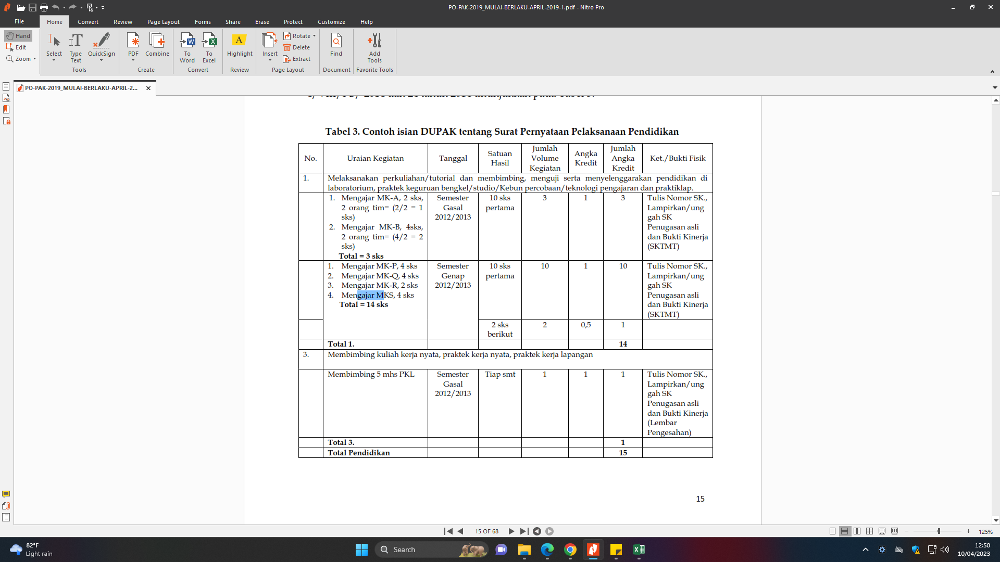 PO-PAK-2019_MULAI-BERLAKU-APRIL-2019-1.pdf - Nitro Pro
File
Home
Convert
Review
Page Layout
Forms
Share
Erase
Protect
Customize
Help
Hand
Edit
Zoom
Select
Type
Text
QuickSign
Tools
PDF
Combine
Create
To
Word
To
Excel
Convert
Highlight
Review
Insert
Rotate
Delete
Extract
Page Layout
Find
Document
Add
Tools
Favorite Tools
PO-PAK-2019_MULAI-BERLAKU-APRIL-2...
Tabel 3. Contoh isian DUPAK tentang Surat Pernyataan Pelaksanaan Pendidikan
No.
Uraian Kegiatan
Tanggal
Satuan
Hasil
Jumlah
Volume
Kegiatan
Angka
Kredit
Jumlah
Angka
Kredit
Ket./Bukti Fisik
1.
Melaksanakan perkuliahan/tutorial dan membimbing, menguji serta menyelenggarakan pendidikan di
laboratorium, praktek keguruan bengkel/studio/Kebun percobaan/teknologi pengajaran dan praktiklap.
1. Mengajar MK-A, 2 sks,
2 orang tim= (2/2 = 1
sks)
2. Mengajar MK-B, 4sks,
2 orang tim= (4/2 = 2
sks)
Total = 3 sks
Semester
Gasal
2012/2013
10 sks
pertama
3
1
3
Tulis Nomor SK.,
Lampirkan/ung
gah SK
Penugasan asli
dan Bukti Kinerja
(SKTMT)
1. Mengajar MK-P, 4 sks
2. Mengajar MK-Q, 4 sks
3. Mengajar MK-R, 2 sks
4. Mengajar MKS, 4 sks
Total = 14 sks
Semester
Genap
2012/2013
10 sks
pertama
10
1
10
Tulis Nomor SK.,
Lampirkan/ung
gah SK
Penugasan asli
dan Bukti Kinerja
(SKTMT)
2 sks
berikut
2
0,5
1
Total 1.
14
3.
Membimbing kuliah kerja nyata, praktek kerja nyata, praktek kerja lapangan
Membimbing 5 mhs PKL
Semester
Gasal
2012/2013
Tiap smt
1
1
1
Tulis Nomor SK.,
Lampirkan/ung
gah SK
Penugasan asli
dan Bukti Kinerja
(Lembar
Pengesahan)
Total 3.
1
Total Pendidikan
15
15
15 OF 68
125%
82°F
Light rain
Search
12:50
10/04/2023